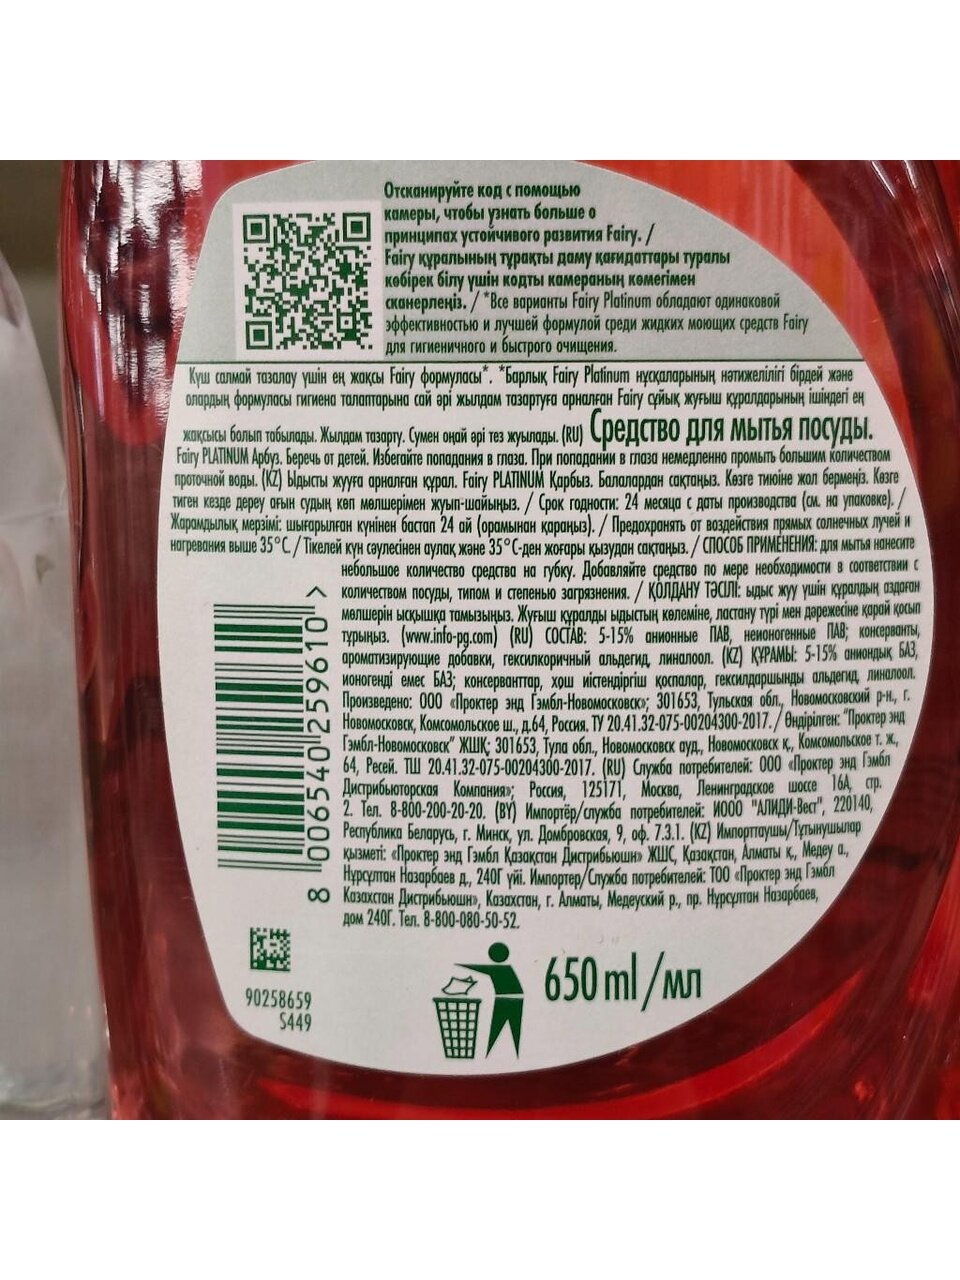 Отсканируйте код с помощью
камеры, чтобы узнать больше о
принципах устойчивого развития Fairy. /
Fairy құралының тұрақты даму қағидаттары туралы
көбірек білу үшін кодты камераның көмегімен
сканерлеңіз. / *Все варианты Fairy Platinum обладают одинаковой
эффективностью и лучшей формулой среди жидких моющих средств Fairy
для гигиеничного и быстрого очищения.
Күш салмай тазалау үшін ең жақсы Fairy формуласы*. *Барлық Fairy Platinum нұсқаларының нәтижелілігі бірдей және
олардың формуласы гигиена талаптарына сай әрі жылдам тазартуға арналған Fairy сұйық жуғыш құралдарының ішіндегі ең
жақсысы болып табылады. Жылдам тазарту. Сумен оңай әрі тез жуылады. (RU) Средство для мытья посуды.
Fairy PLATINUM Арбуз. Беречь от детей. Избегайте попадания в глаза. При попадании в глаза немедленно промыть большим количеством
проточной воды. (KZ) Ыдысты жууға арналған құрал. Fairy PLATINUM Қарбыз. Балалардан сақтаңыз. Көзге тиюіне жол бермеңіз. Көзге
тиген кезде дереу ағын судың көп мөлшерімен жуып-шайыңыз. / Срок годности: 24 месяца с даты производства (см. на упаковке). /
Жарамдылық мерзімі: шығарылған күнінен бастап 24 ай (орамынан қараңыз). / Предохранять от воздействия прямых солнечных лучей и
нагревания выше 35°C. / Тікелей күн сәулесінен аулақ және 35°C-ден жоғары қызудан сақтаңыз. / СПОСОБ ПРИМЕНЕНИЯ: для мытья нанесите
небольшое количество средства на губку. Добавляйте средство по мере необходимости в соответствии с
количеством посуды, типом и степенью загрязнения. / ҚОЛДАНУ ТӘСІЛІ: ыдыс жуу үшін құралдың аздаған
мөлшерін ысқышқа тамызыңыз. Жуғыш құралды ыдыстың көлеміне, ластану түрі мен дәрежесіне қарай қосып
тұрыңыз. (www.info-pg.com) (RU) СОСТАВ: 5-15% анионные ПАВ, неионогенные ПАВ; консерванты,
ароматизирующие добавки, гексилкоричный альдегид, линалоол. (KZ) ҚҰРАМЫ: 5-15% аниондық БАЗ,
ионогенді емес БАЗ; консерванттар, хош иістендіргіш қоспалар, гексилдаршынды альдегид, линалоол.
Произведено: ООО «Проктер энд Гэмбл-Новомосковск»; 301653, Тульская обл., Новомосковский р-н., г.
Новомосковск, Комсомольское ш., д.64, Россия. ТУ 20.41.32-075-00204300-2017. / Өндірілген: "Проктер энд
Гэмбл-Новомосковск" ЖШҚ; 301653, Тула обл., Новомосковск ауд., Новомосковск қ., Комсомольское т. ж.,
64, Ресей. ТШ 20.41.32-075-00204300-2017. (RU) Служба потребителей: ООО «Проктер энд Гэмбл
Дистрибьюторская Компания»; Россия, 125171, Москва, Ленинградское шоссе 16А, стр.
2. Тел. 8-800-200-20-20. (BY) Импортёр/служба потребителей: ИООО "АЛИДИ-Вест", 220140,
Республика Беларусь, г. Минск, ул. Домбровская, 9, оф. 7.3.1. (KZ) Импорттаушы/Тұтынушылар
қызметі: «Проктер энд Гэмбл Қазақстан Дистрибьюшн» ЖШС, Қазақстан, Алматы қ., Медеу а.,
Нұрсұлтан Назарбаев д., 240Г үйі. Импортер/Служба потребителей: ТОО «Проктер энд Гэмбл
Казахстан Дистрибьюшн», Казахстан, г. Алматы, Медеуский р., пр. Нұрсұлтан Назарбаев,
дом 240Г. Тел. 8-800-080-50-52.
8 006540 259610 >
90258659
S449
650 ml / мл